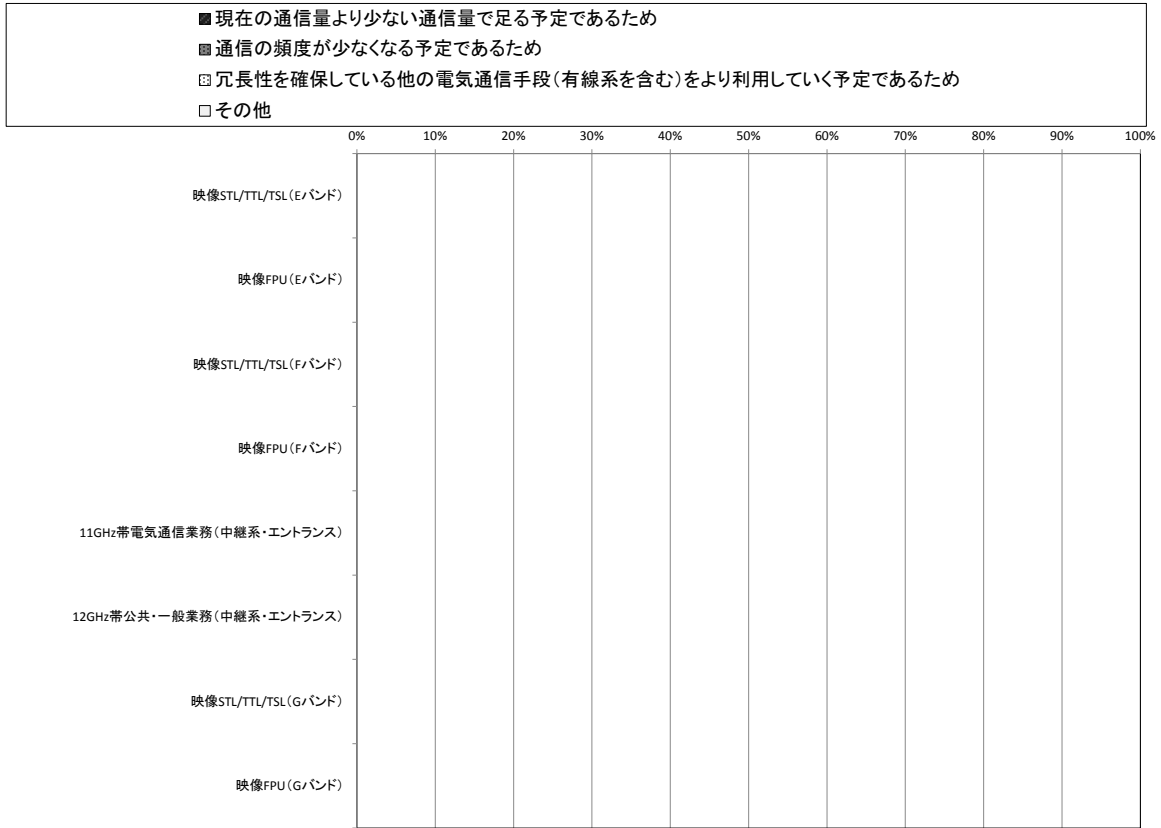 現在の通信量より少ない通信量で足る予定であるため
通信の頻度が少なくなる予定であるため
冗長性を確保している他の電気通信手段(有線系を含む)をより利用していく予定であるため
その他
0% 10% 20% 30% 40% 50% 60% 70% 80% 90% 100%
映像STL/TTL/TSL(Eバンド)
映像FPU(Eバンド)
映像STL/TTL/TSL(Fバンド)
映像FPU(Fバンド)
11GHz帯電気通信業務(中継系・エントランス)
12GHz帯公共・一般業務(中継系・エントランス)
映像STL/TTL/TSL(Gバンド)
映像FPU(Gバンド)